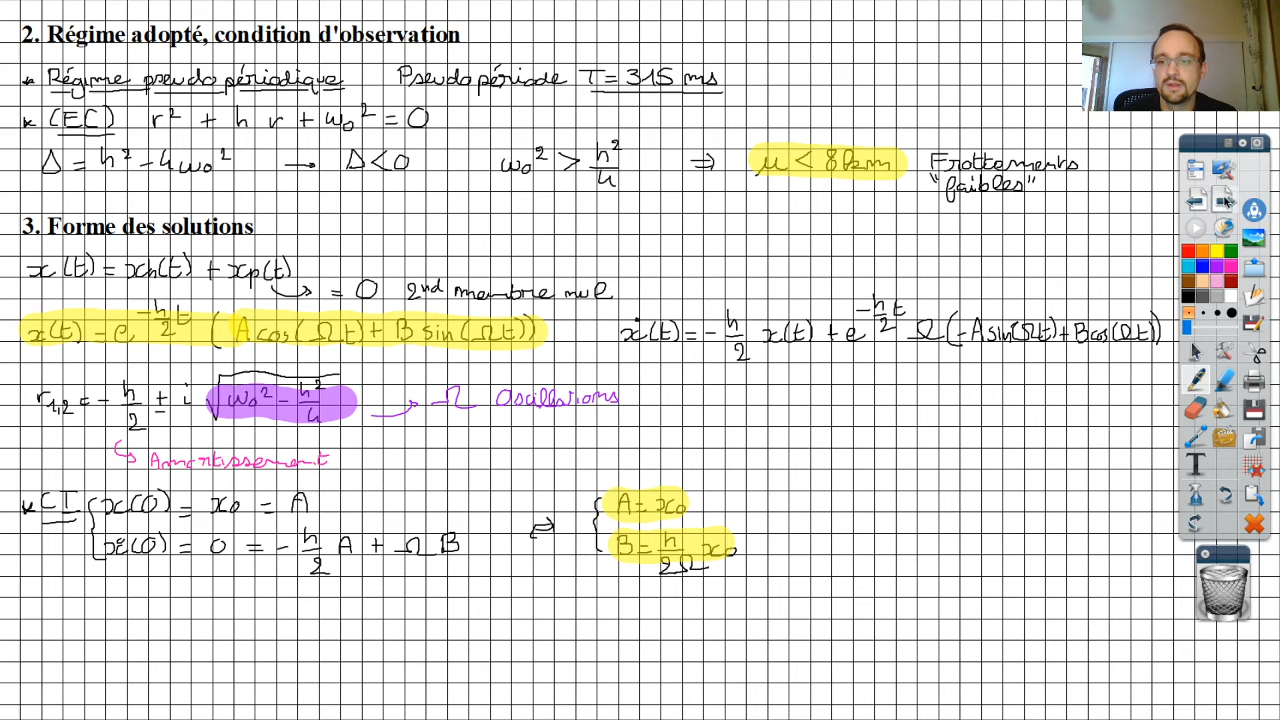 2. Régime adopté, condition d'observation
* Régime pseudo périodique Pseudo période T = 315 ms
* (EC) r² + h r + ω₀² = 0
Δ = h² - 4ω₀² → Δ < 0 ω₀² > h²/4 ⇒ μ < 8km Frottements
"faibles"
3. Forme des solutions
x(t) = xh(t) + xp(t)
→ = 0 2nd membre nul
x(t) = e^(-h/2 t) (A cos(Ωt) + B sin(Ωt)) ẋ(t) = - h/2 x(t) + e^(-h/2 t) Ω(-A sin(Ωt) + B cos(Ωt))
r₁,₂ = - h/2 ± i √(ω₀² - h²/4) → Ω Oscillations
↳ Amortissement
* CI { x(0) = x₀ = A ⇔ { A = x₀
ẋ(0) = 0 = - h/2 A + Ω B B = h/2Ω x₀
T